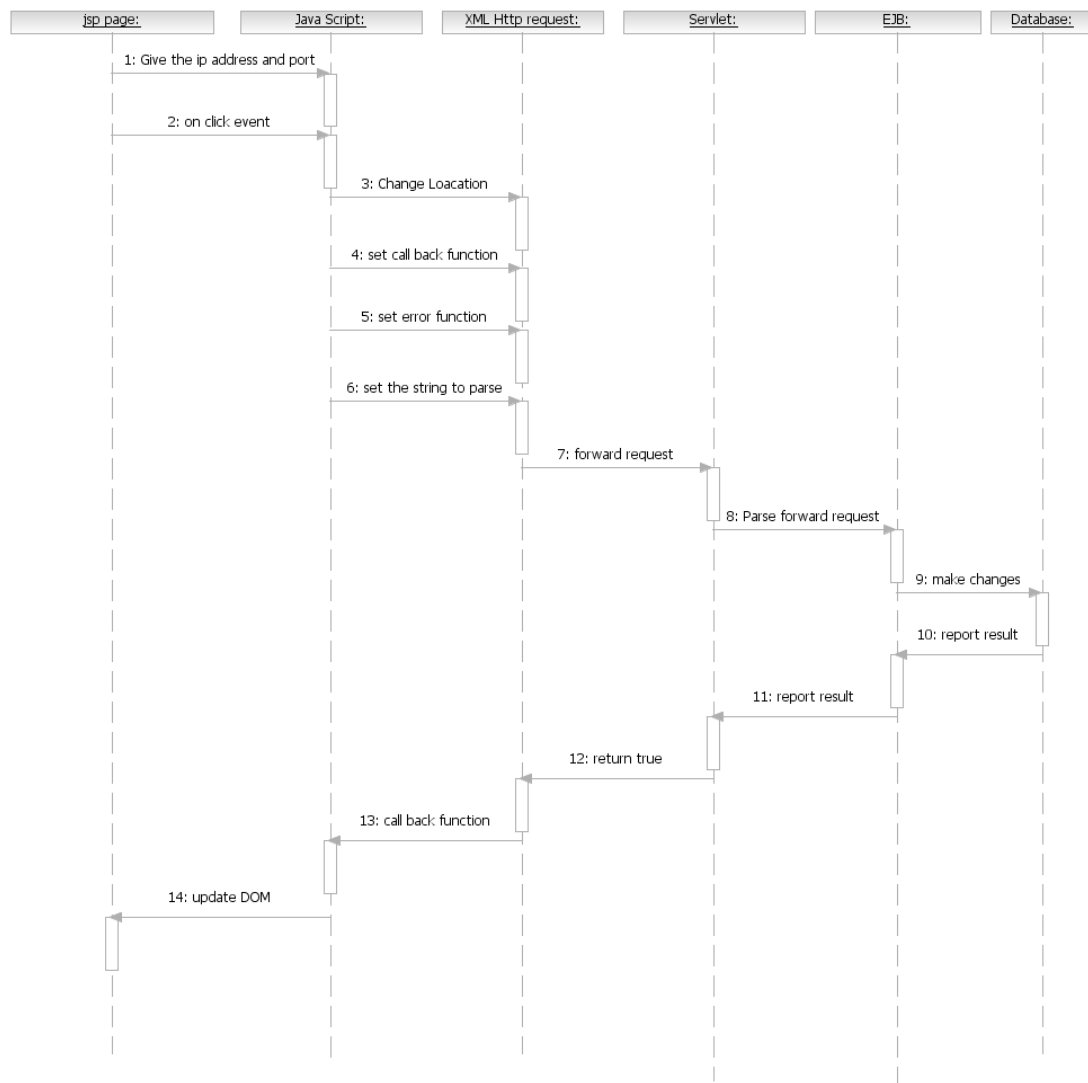 jsp page:
Java Script:
XML Http request:
Servlet:
EJB:
Database:
1: Give the ip address and port
2: on click event
3: Change Loacation
4: set call back function
5: set error function
6: set the string to parse
7: forward request
8: Parse forward request
9: make changes
10: report result
11: report result
12: return true
13: call back function
14: update DOM